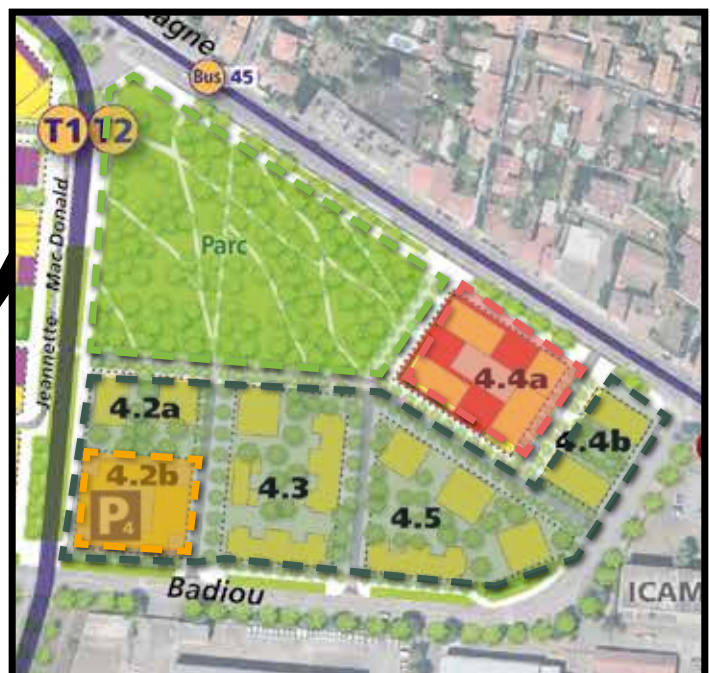 agne
Bus 45
T1 T2
Parc
Jeannette Mac Donald
4.4a
4.2a
4.4b
4.2b
4.3
P4
4.5
Badiou
ICAM